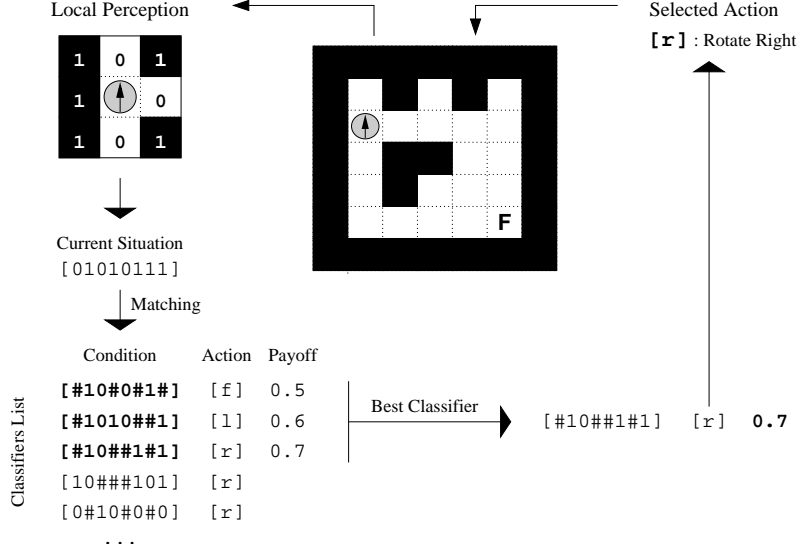 Local Perception
Selected Action
[r] : Rotate Right
1 0 1
1 0
1 0 1
F
Current Situation
[01010111]
Matching
Condition Action Payoff
[#10#0#1#] [f] 0.5
[#1010##1] [l] 0.6
[#10##1#1] [r] 0.7
[10###101] [r]
[0#10#0#0] [r]
...
Classifiers List
Best Classifier
[#10##1#1] [r] 0.7